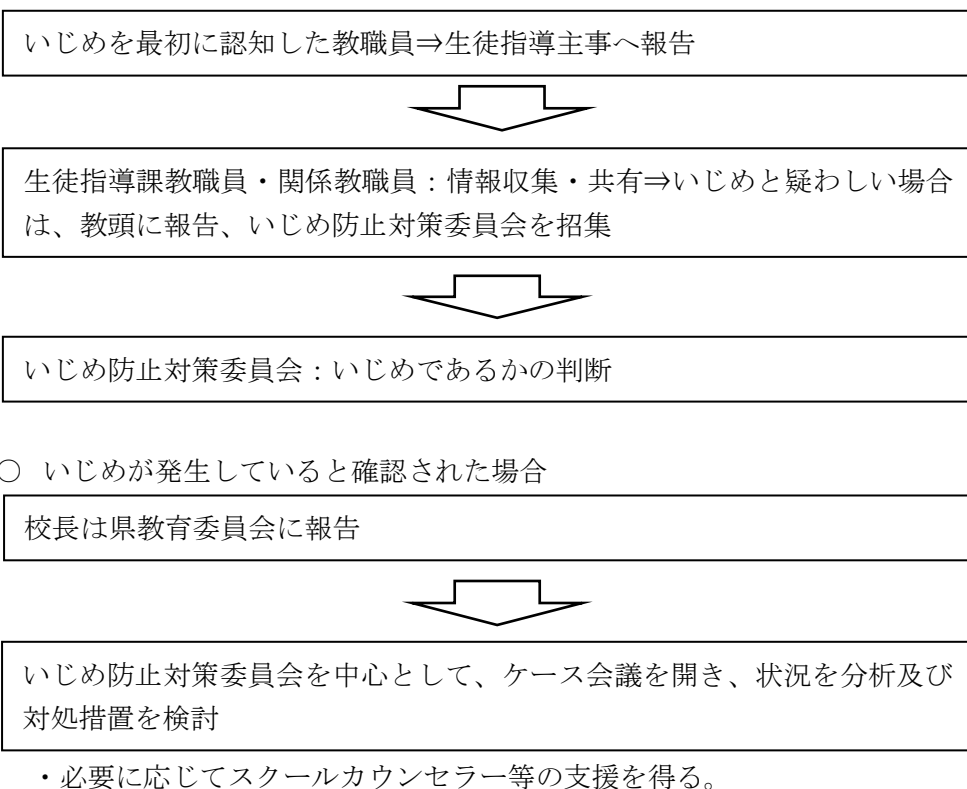 いじめを最初に認知した教職員⇒生徒指導主事へ報告
生徒指導課教職員・関係教職員：情報収集・共有⇒いじめと疑わしい場合
は、教頭に報告、いじめ防止対策委員会を招集
いじめ防止対策委員会：いじめであるかの判断
○ いじめが発生していると確認された場合
校長は県教育委員会に報告
いじめ防止対策委員会を中心として、ケース会議を開き、状況を分析及び
対処措置を検討
・必要に応じてスクールカウンセラー等の支援を得る。